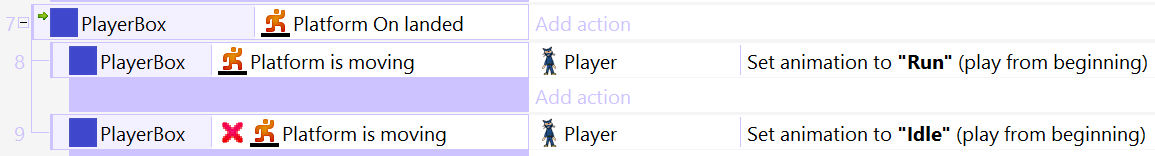 7 PlayerBox Platform On landed Add action
8 PlayerBox Platform is moving Player Set animation to "Run" (play from beginning)
Add action
9 PlayerBox Platform is moving Player Set animation to "Idle" (play from beginning)